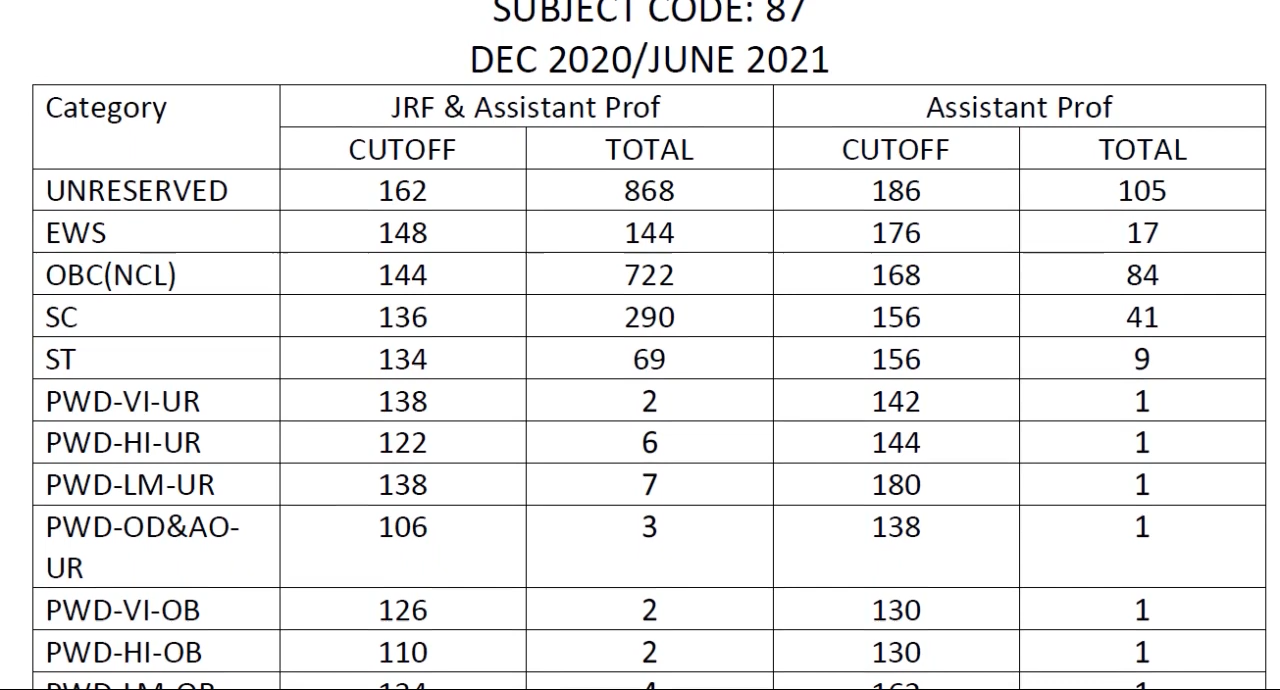 SUBJECT CODE: 87
DEC 2020/JUNE 2021
Category JRF & Assistant Prof Assistant Prof
CUTOFF TOTAL CUTOFF TOTAL
UNRESERVED 162 868 186 105
EWS 148 144 176 17
OBC(NCL) 144 722 168 84
SC 136 290 156 41
ST 134 69 156 9
PWD-VI-UR 138 2 142 1
PWD-HI-UR 122 6 144 1
PWD-LM-UR 138 7 180 1
PWD-OD&AO- 106 3 138 1
UR
PWD-VI-OB 126 2 130 1
PWD-HI-OB 110 2 130 1